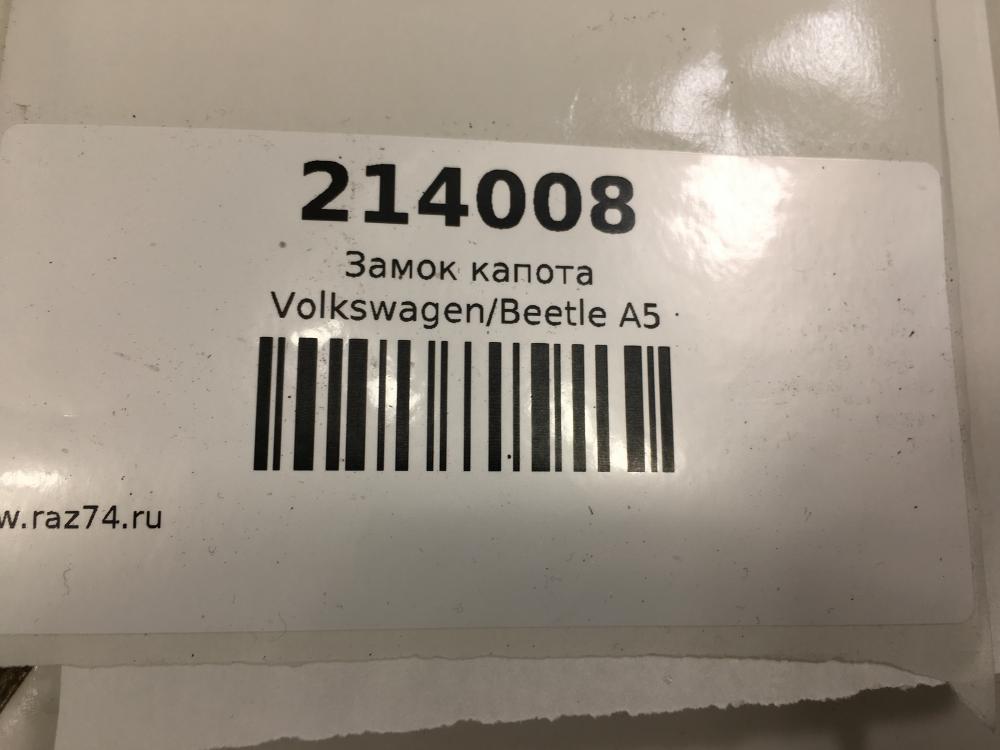 214008
Замок капота
Volkswagen/Beetle A5
w.raz74.ru